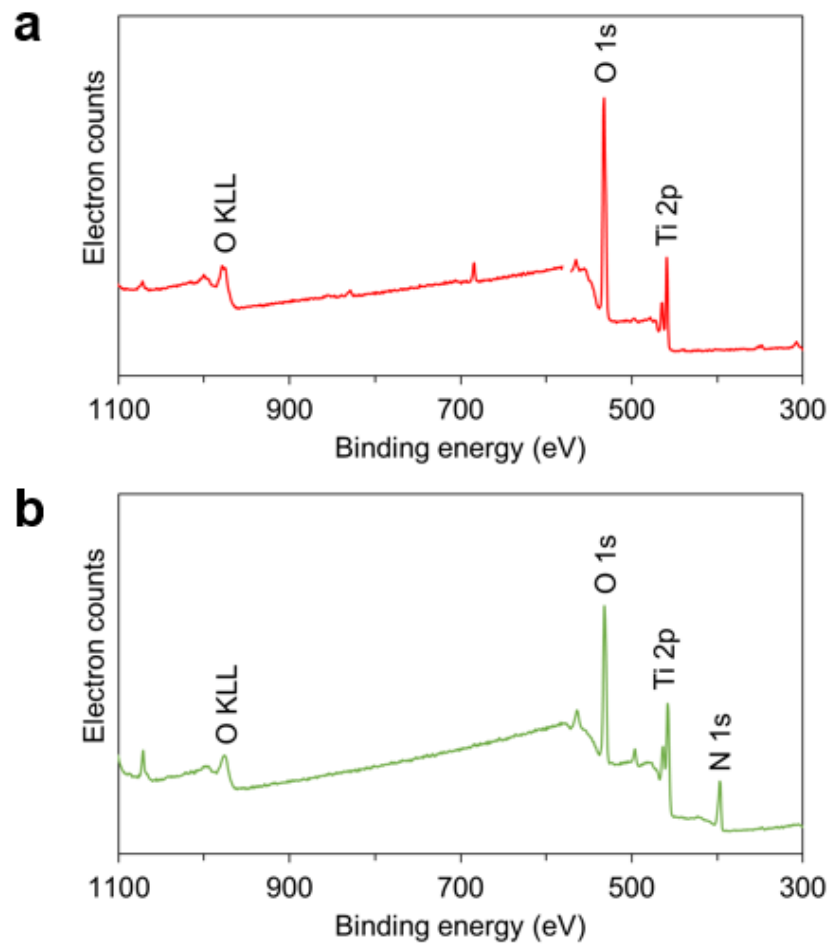 a
Electron counts
O KLL
O 1s
Ti 2p
1100 900 700 500 300
Binding energy (eV)
b
Electron counts
O KLL
O 1s
Ti 2p
N 1s
1100 900 700 500 300
Binding energy (eV)